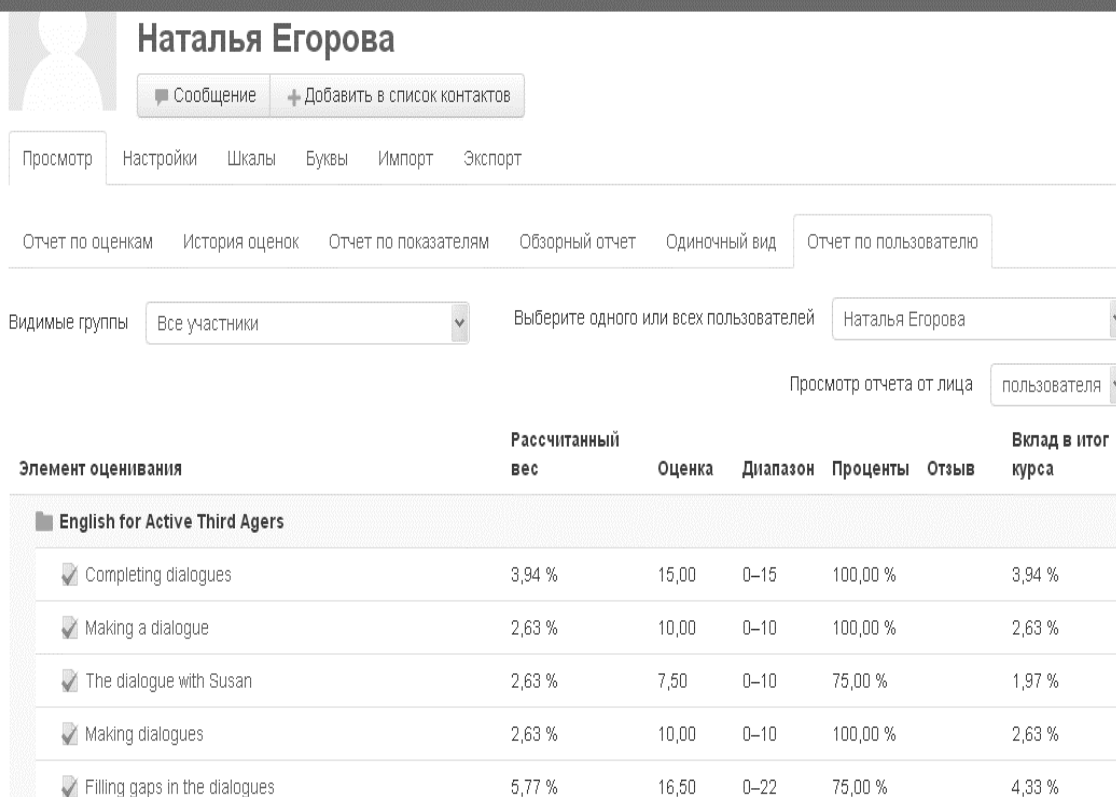 Наталья Егорова
Сообщение Добавить в список контактов
Просмотр Настройки Шкалы Буквы Импорт Экспорт
Отчет по оценкам История оценок Отчет по показателям Обзорный отчет Одиночный вид Отчет по пользователю
Видимые группы Все участники Выберите одного или всех пользователей Наталья Егорова
Просмотр отчета от лица пользователя
Элемент оценивания Рассчитанный вес Оценка Диапазон Проценты Отзыв Вклад в итог курса
English for Active Third Agers
Completing dialogues 3,94 % 15,00 0–15 100,00 % 3,94 %
Making a dialogue 2,63 % 10,00 0–10 100,00 % 2,63 %
The dialogue with Susan 2,63 % 7,50 0–10 75,00 % 1,97 %
Making dialogues 2,63 % 10,00 0–10 100,00 % 2,63 %
Filling gaps in the dialogues 5,77 % 16,50 0–22 75,00 % 4,33 %